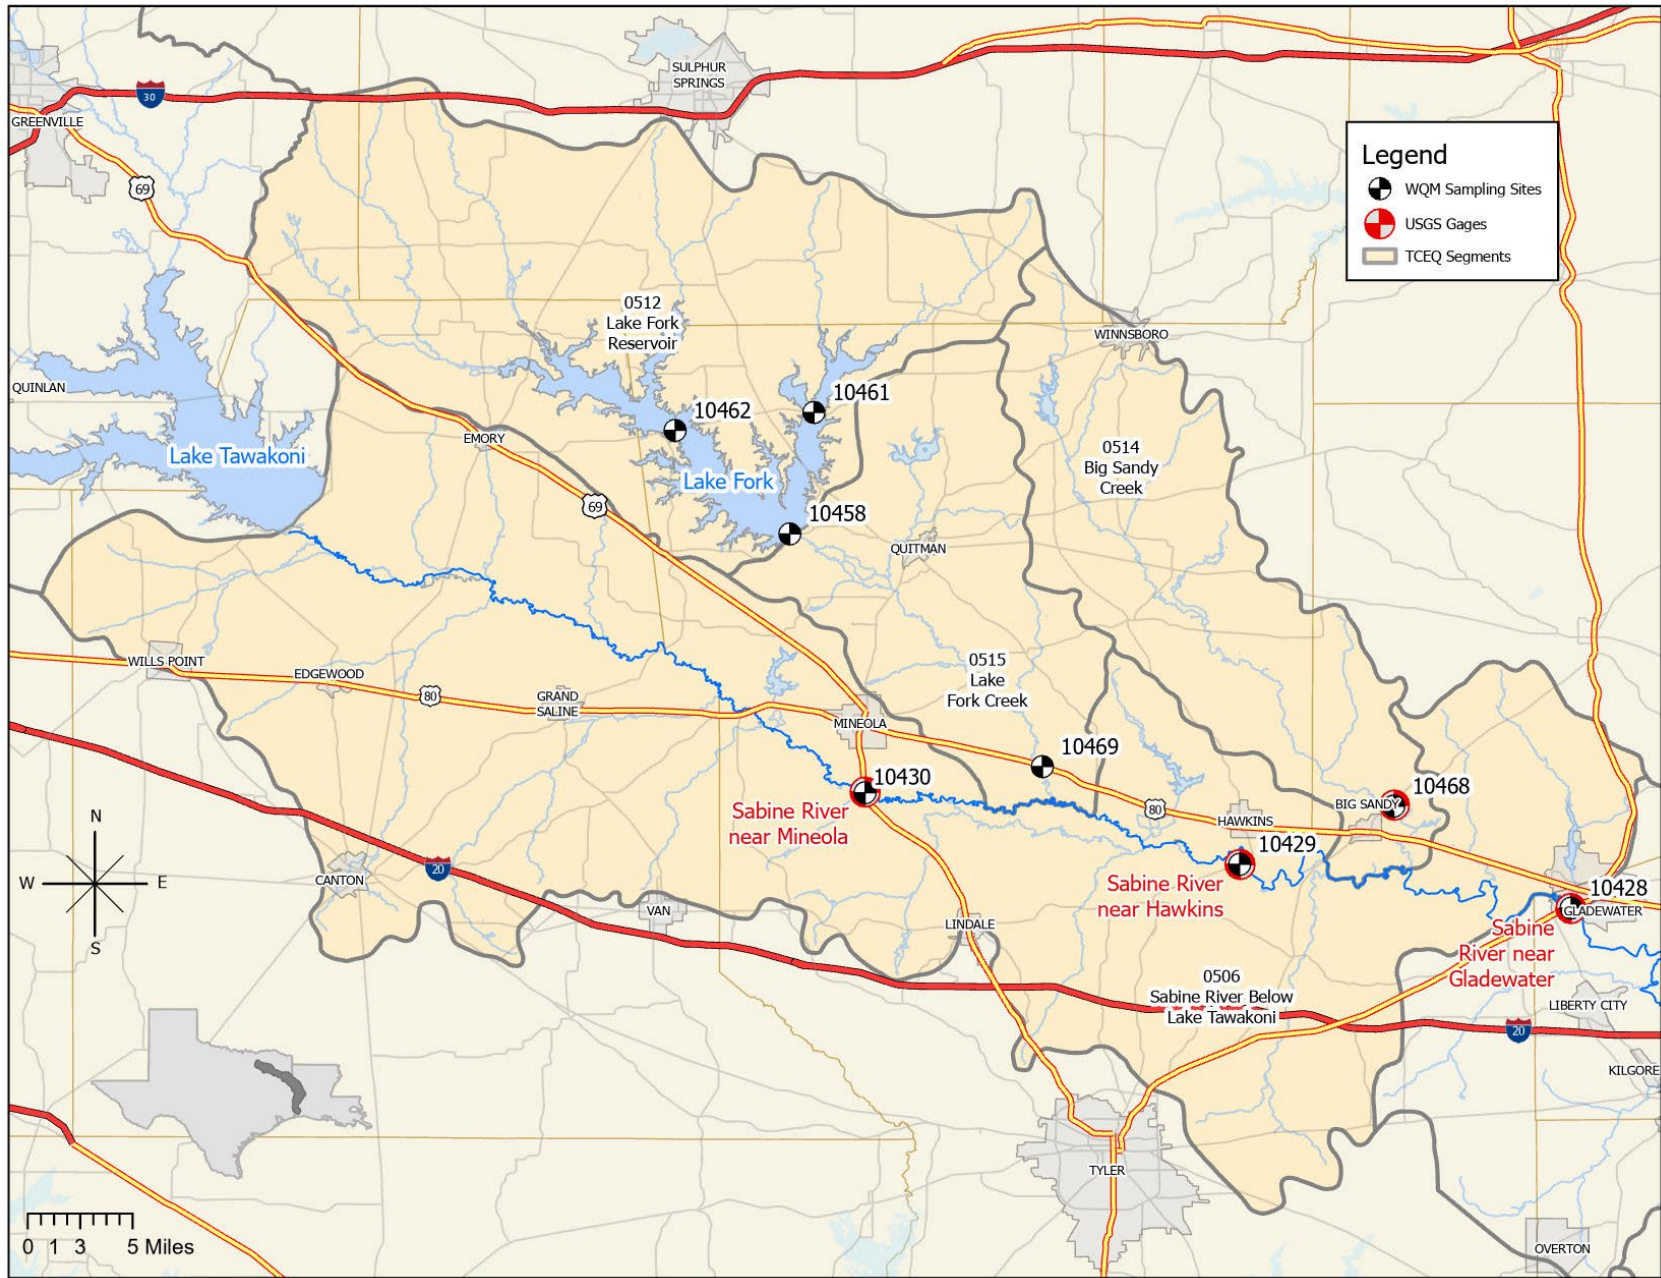 SULPHUR
SPRINGS
30
GREENVILLE
69
Legend
WQM Sampling Sites
USGS Gages
TCEQ Segments
0512
Lake Fork
Reservoir
WINNSBORO
QUINLAN
10462
10461
EMORY
Lake Tawakoni
Lake Fork
0514
Big Sandy
Creek
69
10458
QUITMAN
WILLS POINT
EDGEWOOD
80
GRAND
SALINE
0515
Lake
Fork Creek
MINEOLA
10469
10430
Sabine River
near Mineola
80
HAWKINS
BIG SANDY
10468
10429
Sabine River
near Hawkins
N
W
E
S
CANTON
20
VAN
LINDALE
10428
GLADEWATER
Sabine
River near
Gladewater
0506
Sabine River Below
Lake Tawakoni
LIBERTY CITY
20
KILGORE
TYLER
OVERTON
0 1 3 5 Miles